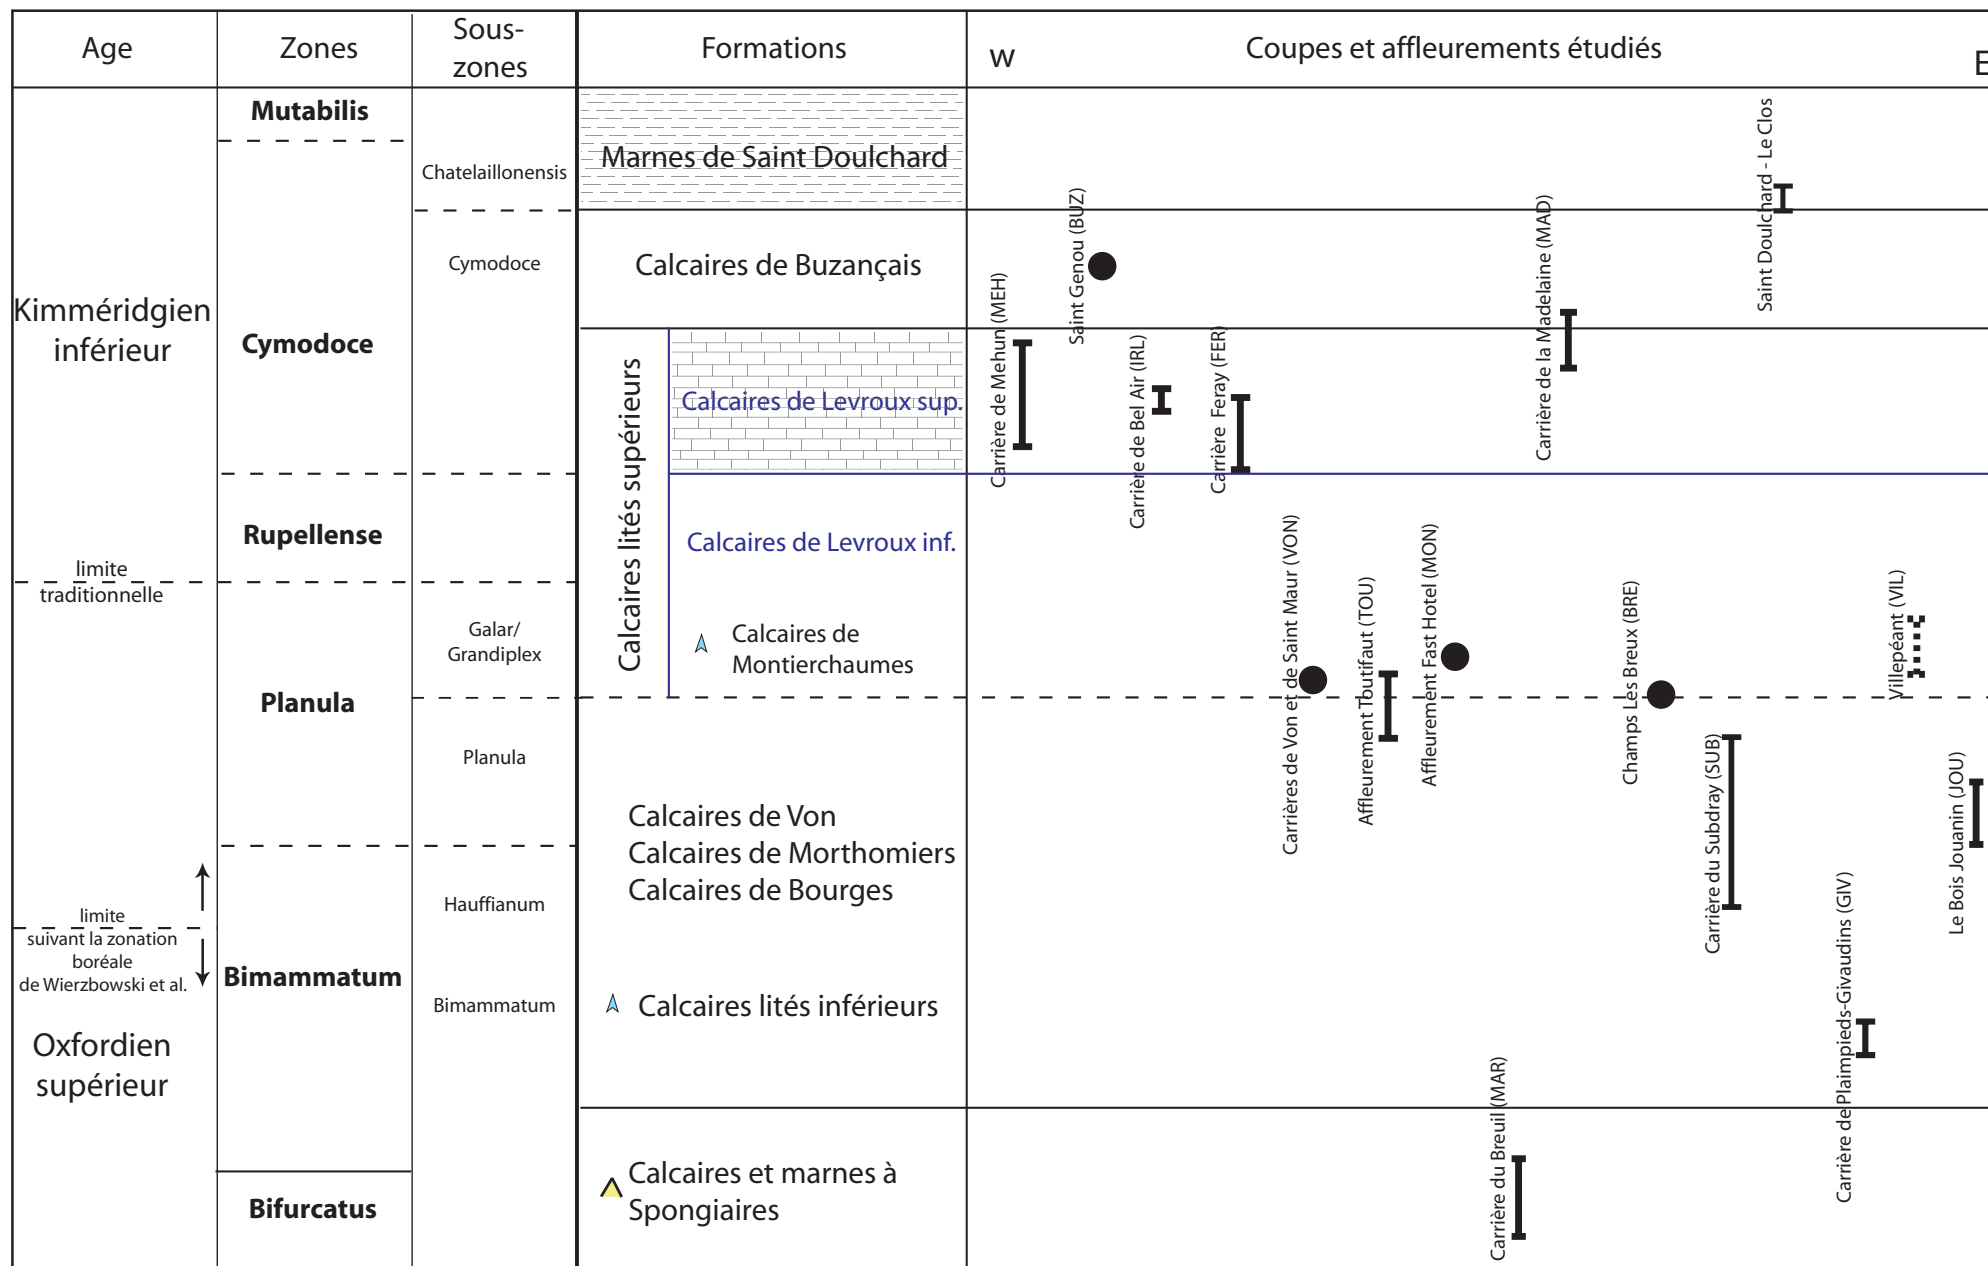 Age
Zones
Sous-
zones
Formations
W
Coupes et affleurements étudiés
E
Kimméridgien
inférieur
limite
traditionnelle
limite
suivant la zonation
boréale
de Wierzbowski et al.
Oxfordien
supérieur
Mutabilis
Cymodoce
Rupellense
Planula
Bimammatum
Bifurcatus
Chatelaillonensis
Cymodoce
Galar/
Grandiplex
Planula
Hauffianum
Bimammatum
Marnes de Saint Doulchard
Calcaires de Buzançais
Calcaires lités supérieurs
Calcaires de Levroux sup.
Calcaires de Levroux inf.
Calcaires de
Montierchaumes
Calcaires de Von
Calcaires de Morthomiers
Calcaires de Bourges
Calcaires lités inférieurs
Calcaires et marnes à
Spongiaires
Carrière de Mehun (MEH)
Saint Genou (BUZ)
Carrière de Bel Air (IRL)
Carrière Feray (FER)
Carrières de Von et de Saint Maur (VON)
Affleurement Toutifaut (TOU)
Affleurement Fast Hotel (MON)
Carrière du Breuil (MAR)
Carrière de la Madelaine (MAD)
Champs Les Breux (BRE)
Carrière du Subdray (SUB)
Saint Doulchard - Le Clos
Carrière de Plaimpieds-Givaudins (GIV)
Villepéant (VIL)
Le Bois Jouanin (JOU)